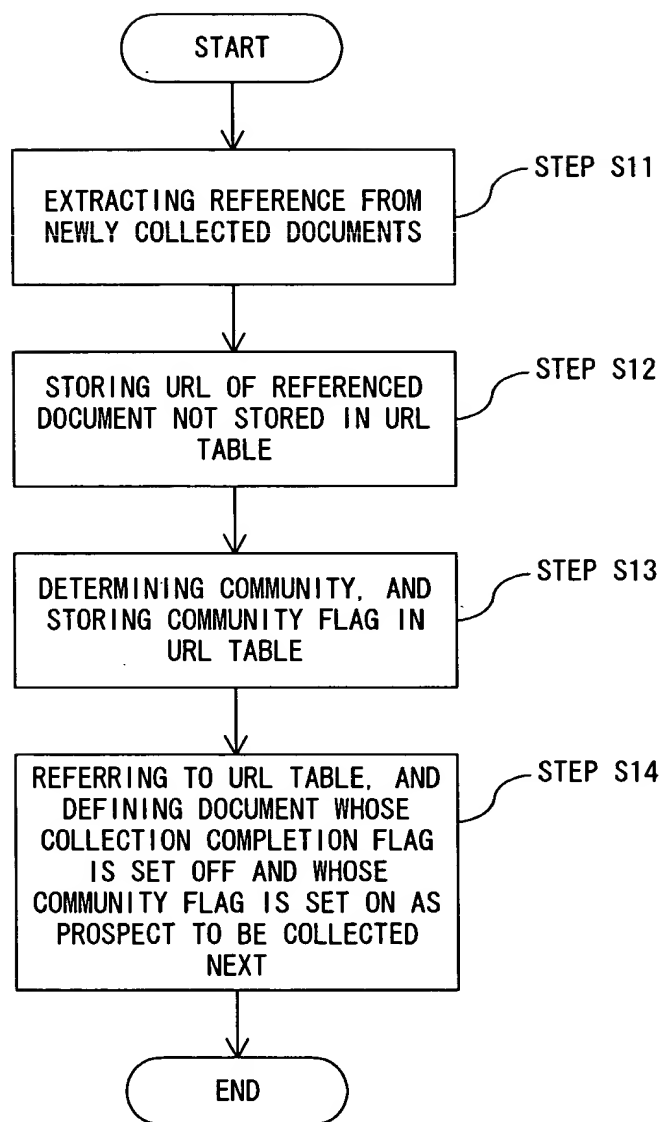 START
EXTRACTING REFERENCE FROM
NEWLY COLLECTED DOCUMENTS
STEP S11
STORING URL OF REFERENCED
DOCUMENT NOT STORED IN URL
TABLE
STEP S12
DETERMINING COMMUNITY, AND
STORING COMMUNITY FLAG IN
URL TABLE
STEP S13
REFERRING TO URL TABLE, AND
DEFINING DOCUMENT WHOSE
COLLECTION COMPLETION FLAG
IS SET OFF AND WHOSE
COMMUNITY FLAG IS SET ON AS
PROSPECT TO BE COLLECTED
NEXT
STEP S14
END